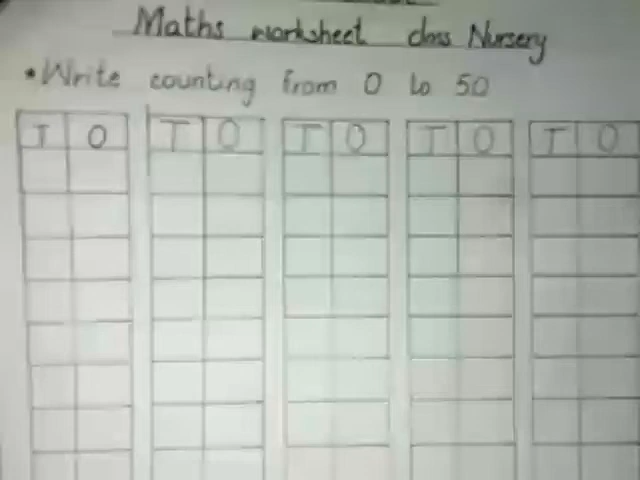 Maths worksheet class Nursery
• Write counting from 0 to 50
T O T O T O T O T O